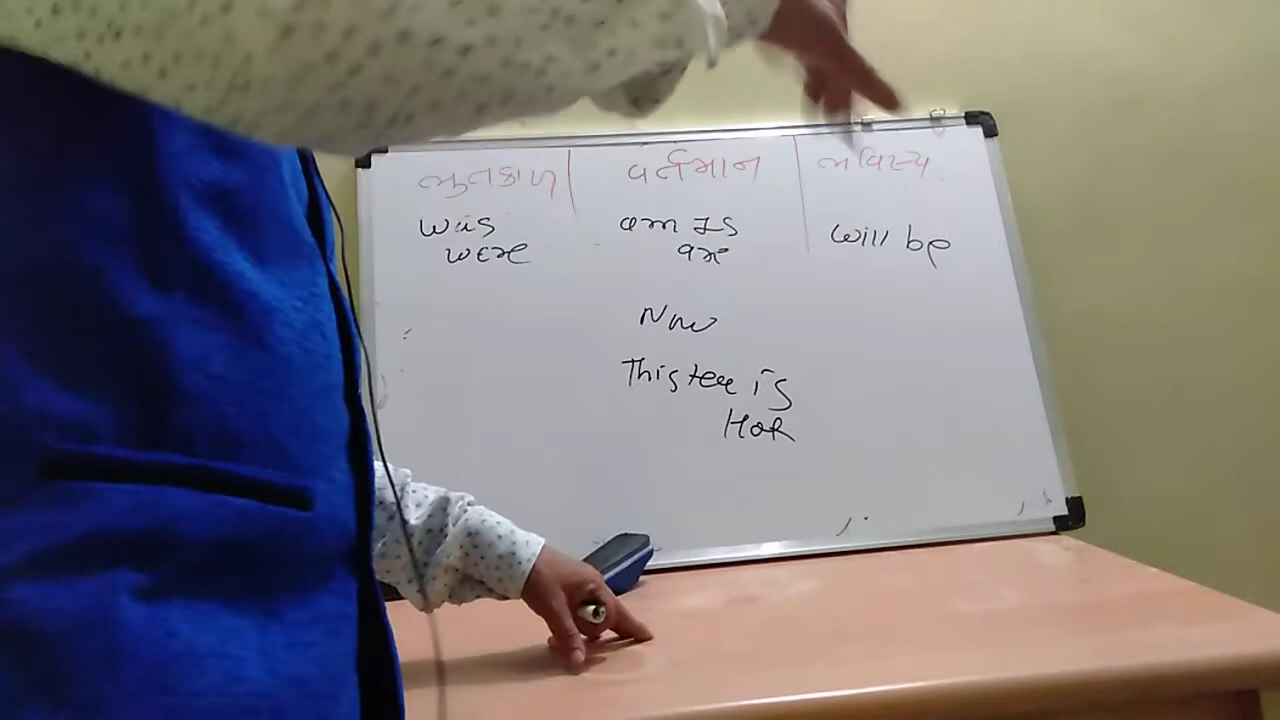 ભુતકાળ વર્તમાન ભવિસ્ય
was am Is will be
were are
Now
This tea is
Hot